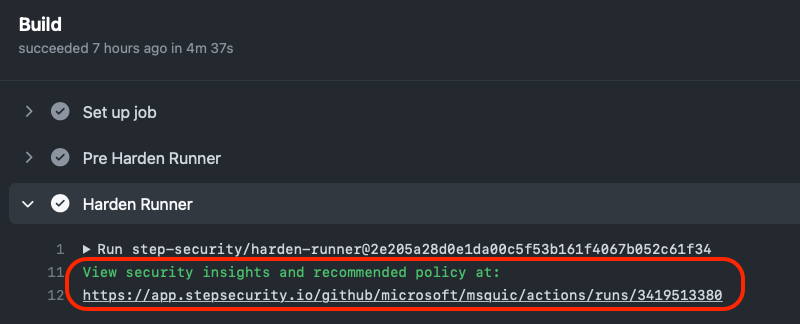 Build
succeeded 7 hours ago in 4m 37s
Set up job
Pre Harden Runner
Harden Runner
1 Run step-security/harden-runner@2e205a28d0e1da00c5f53b161f4067b052c61f34
11 View security insights and recommended policy at:
12 https://app.stepsecurity.io/github/microsoft/msquic/actions/runs/3419513380